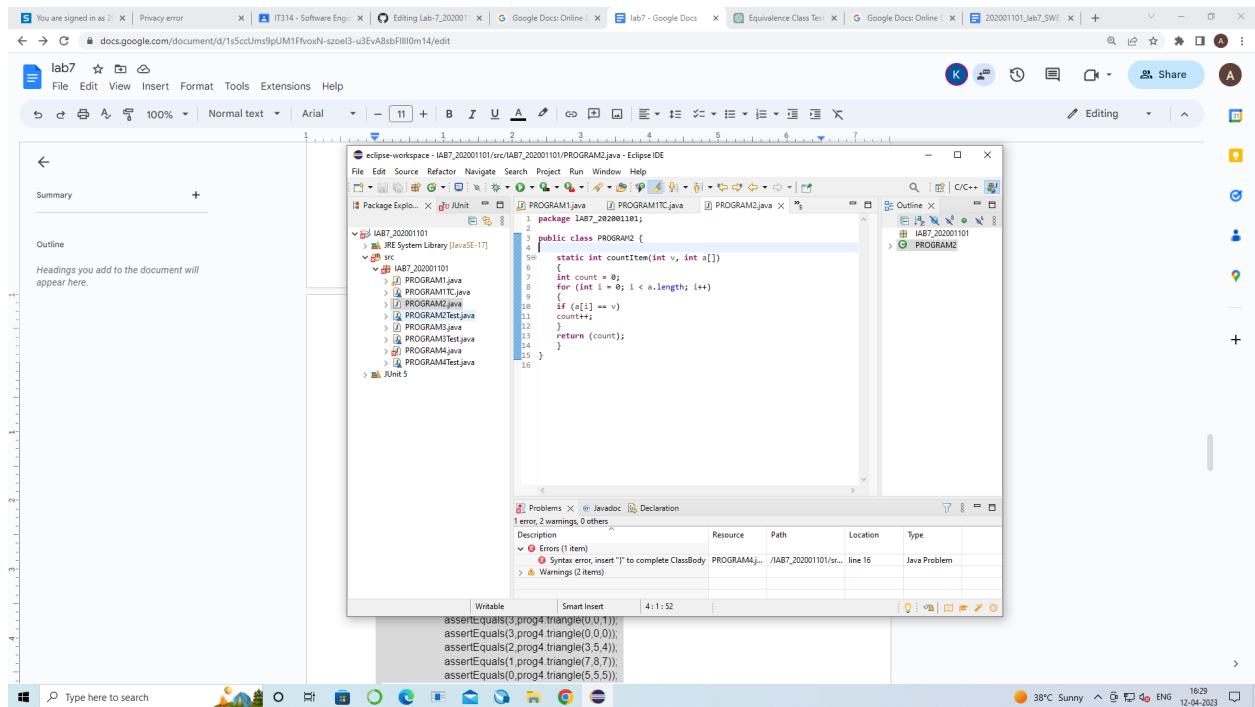 You are signed in as 2
Privacy error
IT314 - Software Engin
Editing Lab-7_202001
Google Docs: Online D
lab7 - Google Docs
Equivalence Class Test
Google Docs: Online D
202001101_lab7_SWE
docs.google.com/document/d/1s5ccUms9pUM1FfvoxN-szoel3-u3EvA8sbFIIIl0m14/edit
A
lab7
File Edit View Insert Format Tools Extensions Help
K
Share
A
100% Normal text Arial 11 B I U A
Editing
1 1 2 3 4 5 6 7
Summary
Outline
Headings you add to the document will
appear here.
eclipse-workspace - lAB7_202001101/src/lAB7_202001101/PROGRAM2.java - Eclipse IDE
File Edit Source Refactor Navigate Search Project Run Window Help
C/C++
Package Explo...
JUnit
PROGRAM1.java
PROGRAM1TC.java
PROGRAM2.java
Outline
lAB7_202001101
JRE System Library [JavaSE-17]
src
lAB7_202001101
PROGRAM1.java
PROGRAM1TC.java
PROGRAM2.java
PROGRAM2Test.java
PROGRAM3.java
PROGRAM3Test.java
PROGRAM4.java
PROGRAM4Test.java
JUnit 5
1 package lAB7_202001101;
2
3 public class PROGRAM2 {
4
5 static int countItem(int v, int a[])
6 {
7 int count = 0;
8 for (int i = 0; i < a.length; i++)
9 {
10 if (a[i] == v)
11 count++;
12 }
13 return (count);
14 }
15 }
16
lAB7_202001101
PROGRAM2
Problems
Javadoc
Declaration
1 error, 2 warnings, 0 others
Description Resource Path Location Type
Errors (1 item)
Syntax error, insert "}" to complete ClassBody PROGRAM4.j... /lAB7_202001101/sr... line 16 Java Problem
Warnings (2 items)
Writable Smart Insert 4 : 1 : 52
assertEquals(3,prog4.triangle(0,0,1));
assertEquals(3,prog4.triangle(0,0,0));
assertEquals(2,prog4.triangle(3,5,4));
assertEquals(1,prog4.triangle(7,8,7));
assertEquals(0,prog4.triangle(5,5,5));
Type here to search
38°C Sunny
ENG
16:29
12-04-2023